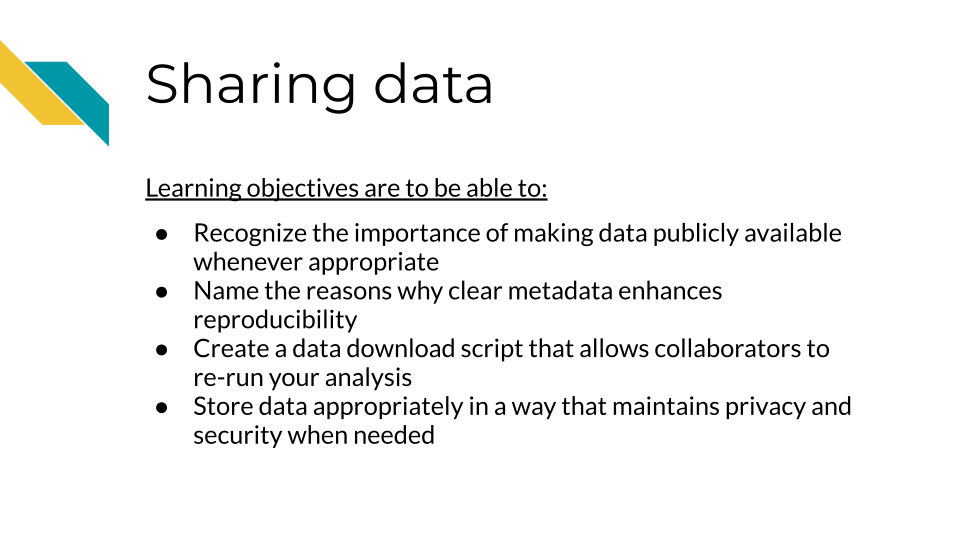 Sharing data
Learning objectives are to be able to:
● Recognize the importance of making data publicly available
whenever appropriate
● Name the reasons why clear metadata enhances
reproducibility
● Create a data download script that allows collaborators to
re-run your analysis
● Store data appropriately in a way that maintains privacy and
security when needed